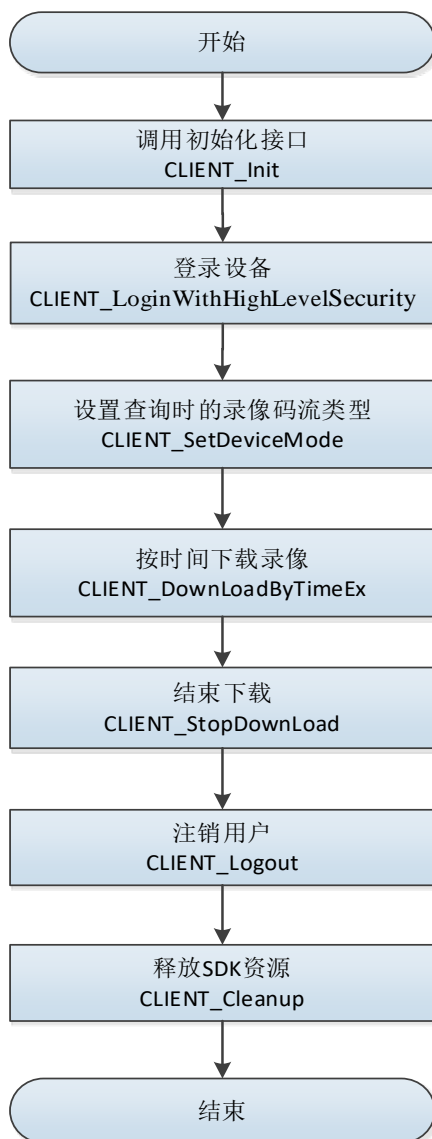 开始
调用初始化接口
CLIENT_Init
登录设备
CLIENT_LoginWithHighLevelSecurity
设置查询时的录像码流类型
CLIENT_SetDeviceMode
按时间下载录像
CLIENT_DownLoadByTimeEx
结束下载
CLIENT_StopDownLoad
注销用户
CLIENT_Logout
释放SDK资源
CLIENT_Cleanup
结束